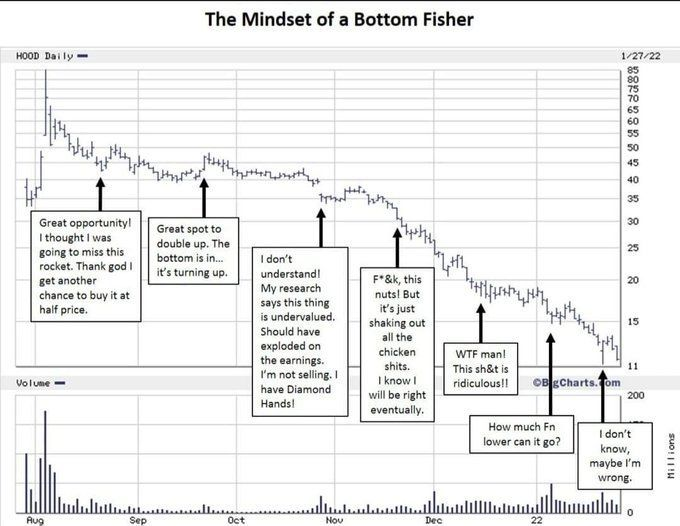 The Mindset of a Bottom Fisher
HOOD Daily
1/27/22
85
80
75
70
65
60
55
50
45
40
35
30
25
20
15
11
Great opportunity!
I thought I was
going to miss this
rocket. Thank god I
get another
chance to buy it at
half price.
Great spot to
double up. The
bottom is in...
it's turning up.
I don't
understand!
My research
says this thing
is undervalued.
Should have
exploded on
the earnings.
I'm not selling. I
have Diamond
Hands!
F*&k, this
nuts! But
it's just
shaking out
all the
chicken
shits.
I know I
will be right
eventually.
WTF man!
This sh&t is
ridiculous!!
How much Fn
lower can it go?
I don't
know,
maybe I'm
wrong.
©BigCharts.com
Volume
200
0
Millions
Aug
Sep
Oct
Nov
Dec
22